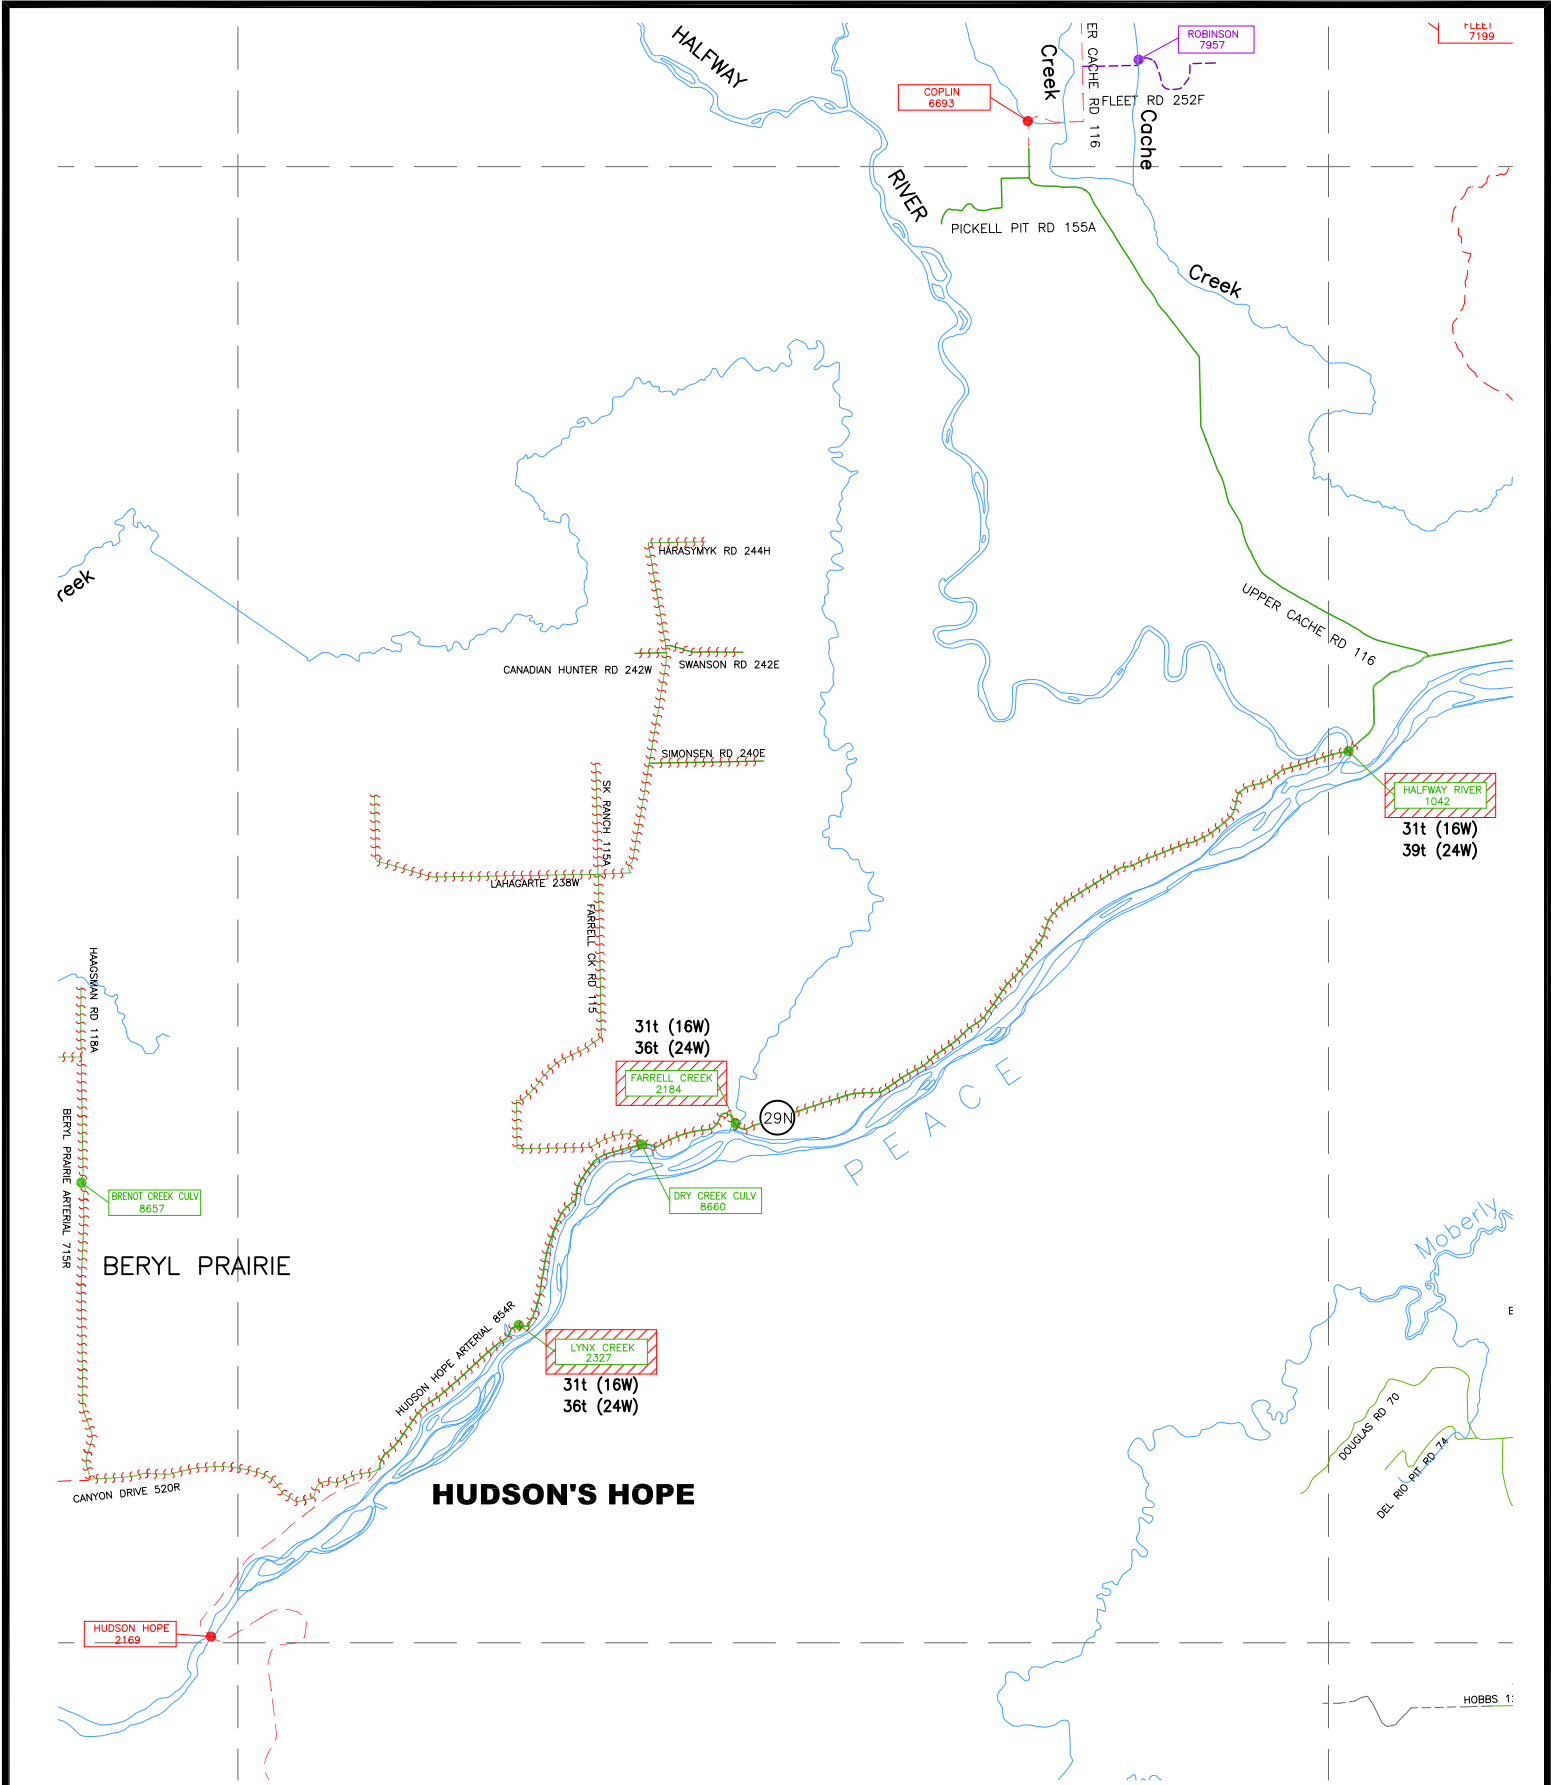 HALFWAY
Creek
ER CACHE RD 116
ROBINSON
7957
FLEET
7199
COPLIN
6693
FLEET RD 252F
Cache
RIVER
PICKELL PIT RD 155A
Creek
HARASYMYK RD 244H
reek
UPPER CACHE RD 116
CANADIAN HUNTER RD 242W
SWANSON RD 242E
SIMONSEN RD 240E
SK RANCH 115A
HALFWAY RIVER
1042
31t (16W)
39t (24W)
LAHAGARTE 238W
FARRELL CK RD 115
HAAGSMAN RD 118A
31t (16W)
36t (24W)
FARRELL CREEK
2184
29N
PEACE
BERYL PRAIRIE ARTERIAL 715R
BRENOT CREEK CULV
8657
DRY CREEK CULV
8660
Moberly
BERYL PRAIRIE
HUDSON HOPE ARTERIAL 854R
E
LYNX CREEK
2327
31t (16W)
36t (24W)
DOUGLAS RD 70
DEL RIO PIT RD 74
CANYON DRIVE 520R
HUDSON'S HOPE
HUDSON HOPE
2169
HOBBS 1